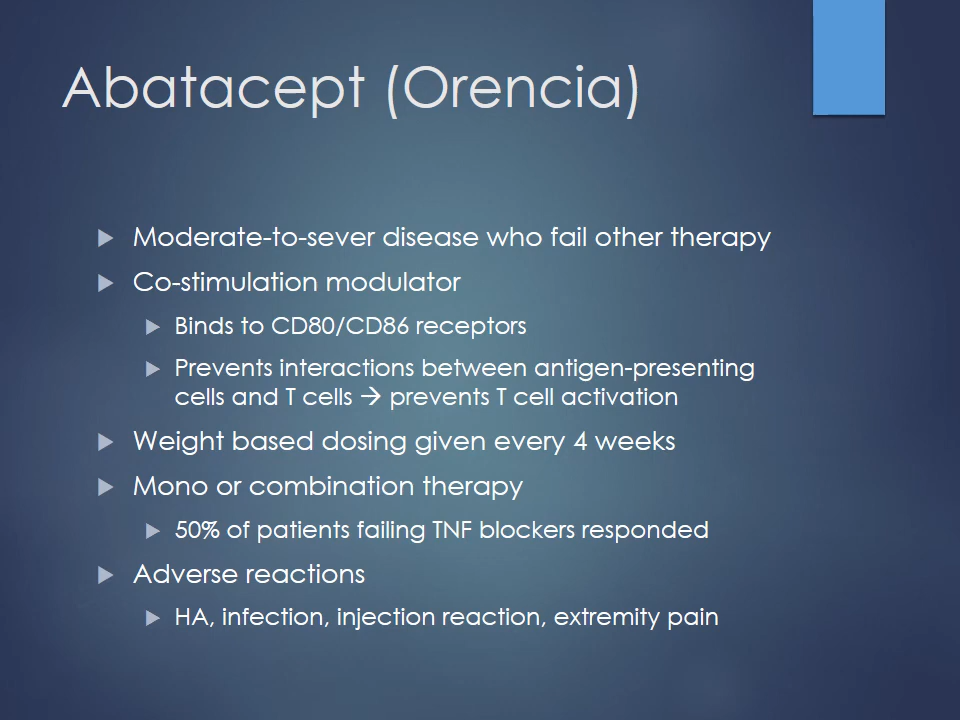 Abatacept (Orencia)
Moderate-to-sever disease who fail other therapy
Co-stimulation modulator
Binds to CD80/CD86 receptors
Prevents interactions between antigen-presenting
cells and T cells → prevents T cell activation
Weight based dosing given every 4 weeks
Mono or combination therapy
50% of patients failing TNF blockers responded
Adverse reactions
HA, infection, injection reaction, extremity pain